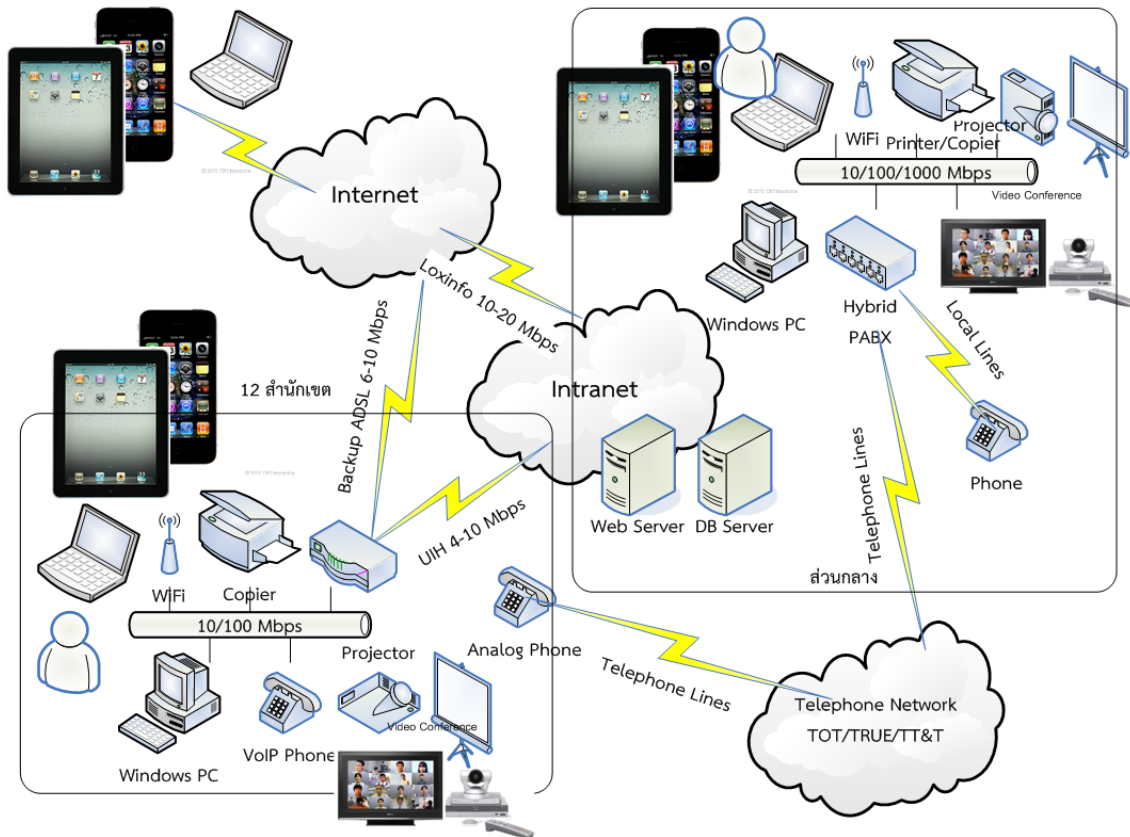 Internet
Loxinfo 10-20 Mbps
Backup ADSL 6-10 Mbps
UIH 4-10 Mbps
Intranet
Web Server
DB Server
WiFi
Projector
Printer/Copier
10/100/1000 Mbps
Video Conference
Windows PC
Hybrid
PABX
Local Lines
Phone
Telephone Lines
ส่วนกลาง
12 สำนักเขต
WiFi
Copier
10/100 Mbps
Projector
Video Conference
Windows PC
VoIP Phone
Analog Phone
Telephone Lines
Telephone Network
TOT/TRUE/TT&T